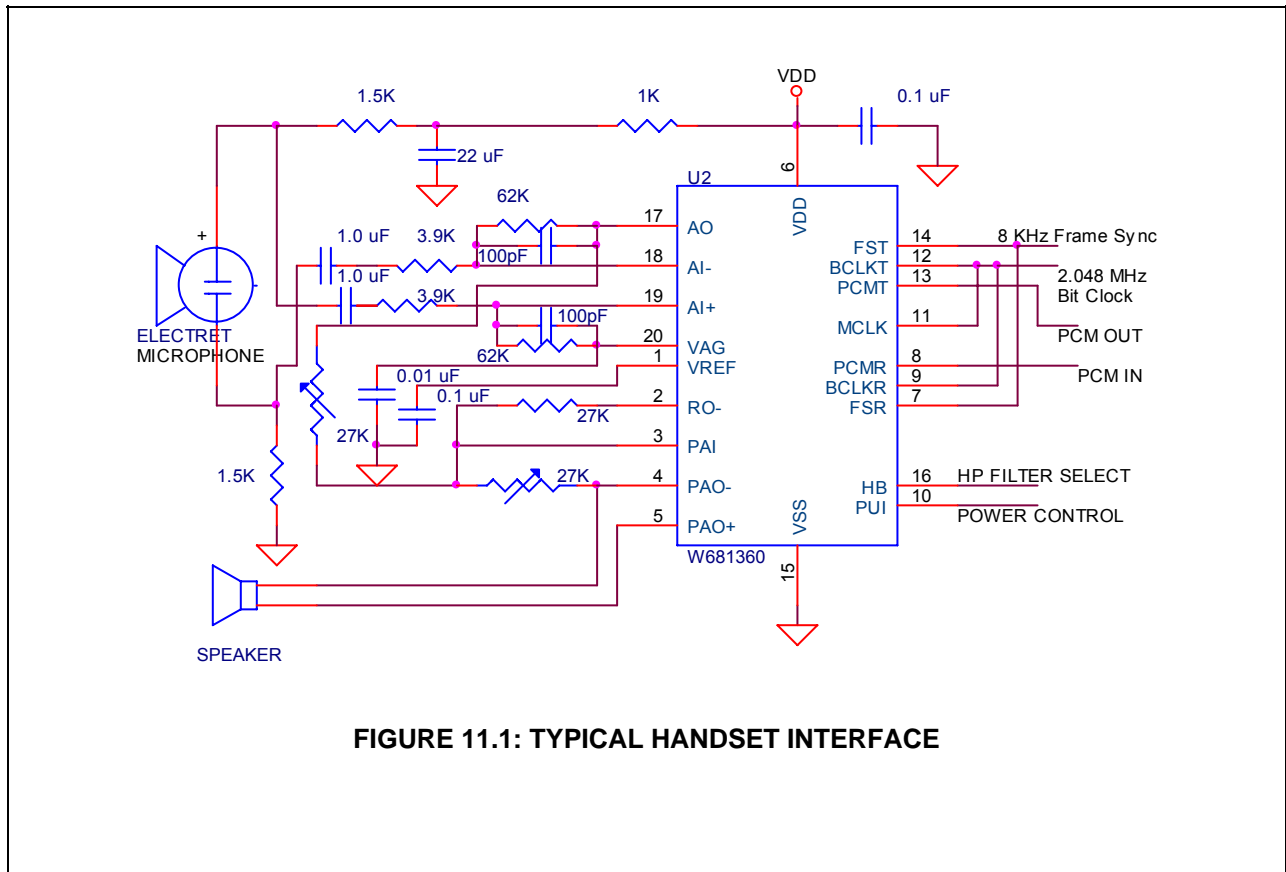 VDD
1.5K
1K
0.1 uF
22 uF
6
U2
62K
VDD
17
AO
14
FST
8 KHz Frame Sync
+
1.0 uF
3.9K
100pF
18
AI-
12
BCLKT
13
PCMT
2.048 MHz
Bit Clock
1.0 uF
3.9K
19
AI+
-
100pF
11
MCLK
PCM OUT
ELECTRET
MICROPHONE
20
VAG
62K
1
VREF
8
PCMR
PCM IN
9
BCLKR
0.01 uF
0.1 uF
2
RO-
7
FSR
27K
27K
3
PAI
1.5K
27K
4
PAO-
16
HB
HP FILTER SELECT
10
PUI
POWER CONTROL
5
PAO+
VSS
W681360
15
SPEAKER
FIGURE 11.1: TYPICAL HANDSET INTERFACE